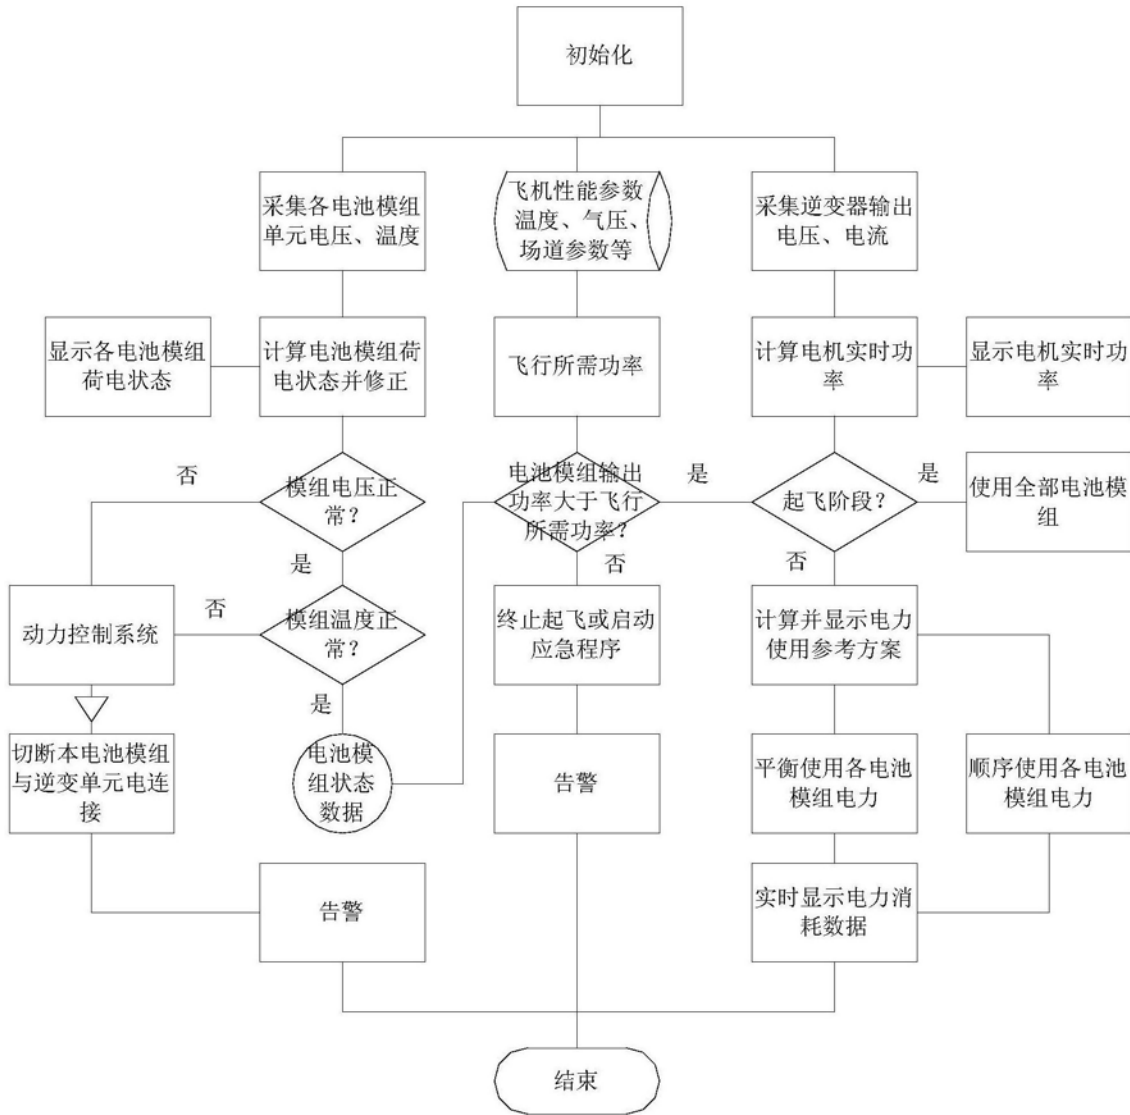 初始化
采集各电池模组
单元电压、温度
飞机性能参数
温度、气压、
场道参数等
采集逆变器输出
电压、电流
显示各电池模组
荷电状态
计算电池模组荷
电状态并修正
飞行所需功率
计算电机实时功
率
显示电机实时功
率
否
模组电压正
常？
电池模组输出
功率大于飞行
所需功率？
是
起飞阶段？
是
使用全部电池模
组
是
否
否
动力控制系统
否
模组温度正
常？
终止起飞或启动
应急程序
计算并显示电力
使用参考方案
是
切断本电池模组
与逆变单元电连
接
电池模
组状态
数据
告警
平衡使用各电池
模组电力
顺序使用各电池
模组电力
告警
实时显示电力消
耗数据
结束